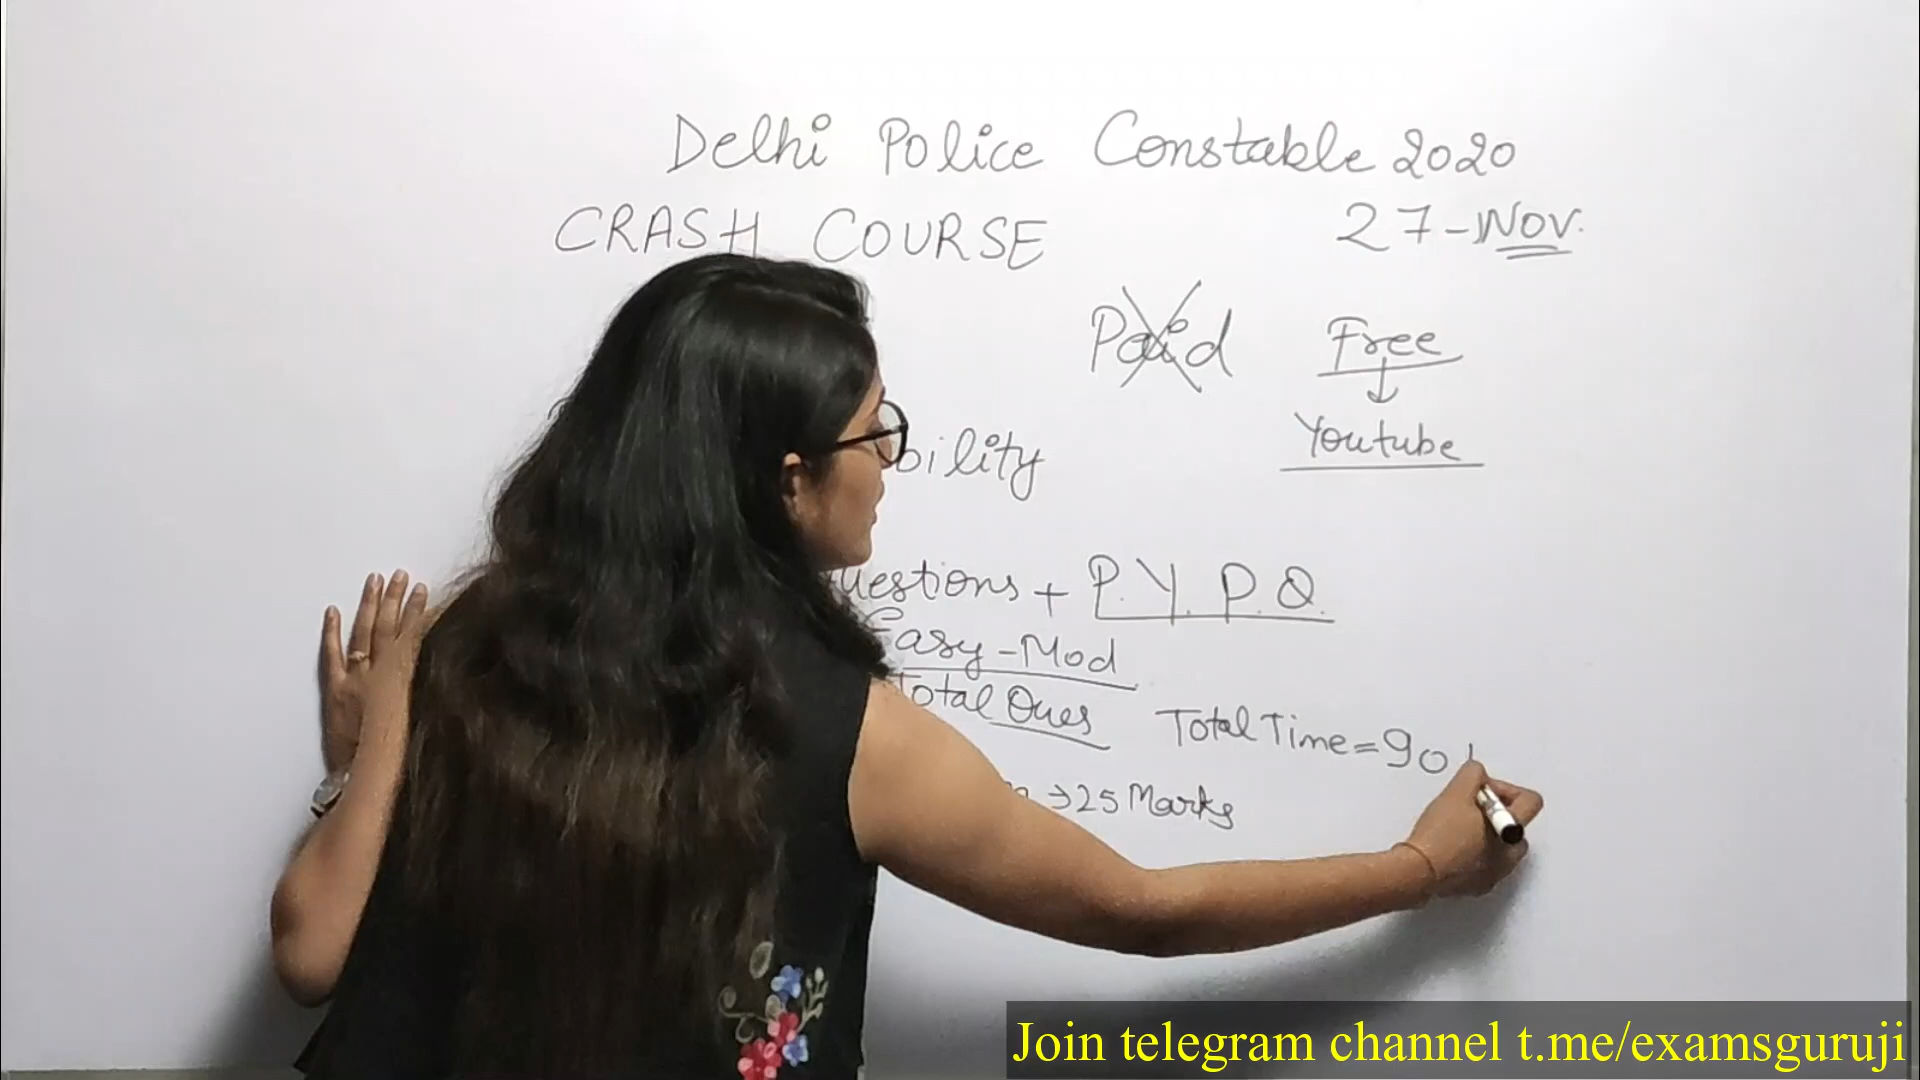 Delhi Police Constable 2020
CRASH COURSE
27-Nov.
Paid Free
Youtube
bility
uestions + P.Y.P.Q.
Easy-Mod
Total Ques
Total Time=90
→25 Marks
Join telegram channel t.me/examsguruji